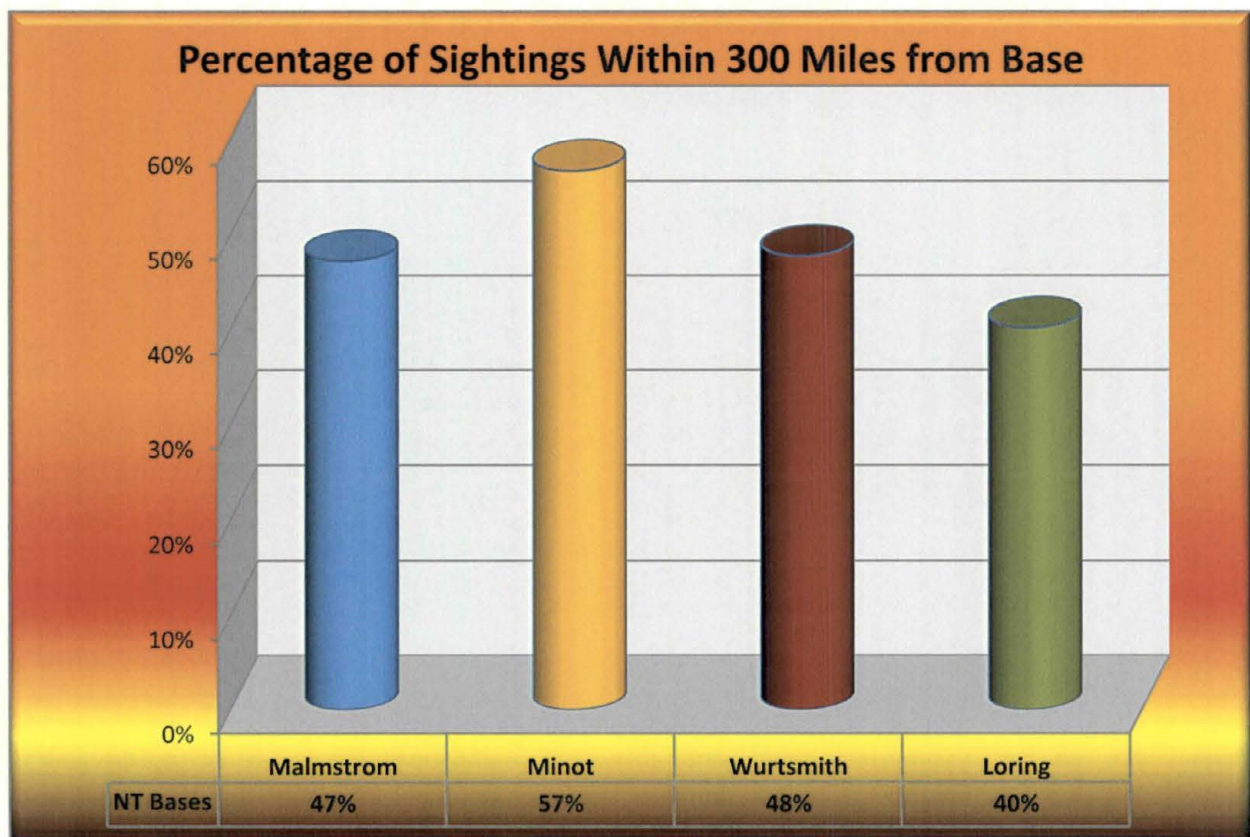 Percentage of Sightings Within 300 Miles from Base
60%
50%
40%
30%
20%
10%
0%
Malmstrom Minot Wurtsmith Loring
NT Bases 47% 57% 48% 40%